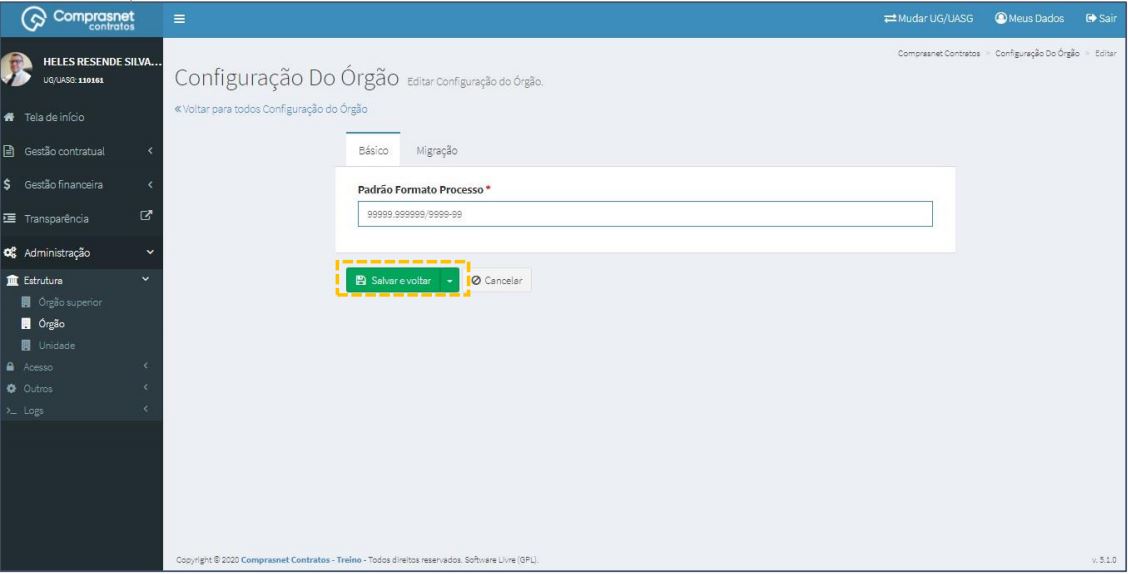 Comprasnet
contratos
Mudar UG/UASG
Meus Dados
Sair
HELES RESENDE SILVA...
UG/UASG: 110161
Tela de início
Gestão contratual
Gestão financeira
Transparência
Administração
Estrutura
Órgão superior
Órgão
Unidade
Acesso
Outros
Logs
Comprasnet Contratos > Configuração Do Órgão > Editar
Configuração Do Órgão Editar Configuração do Órgão.
«Voltar para todos Configuração do Órgão
Básico
Migração
Padrão Formato Processo *
99999.999999/9999-99
Salvar e voltar
Cancelar
Copyright © 2020 Comprasnet Contratos - Treino - Todos direitos reservados. Software Livre (GPL).
v. 5.1.0